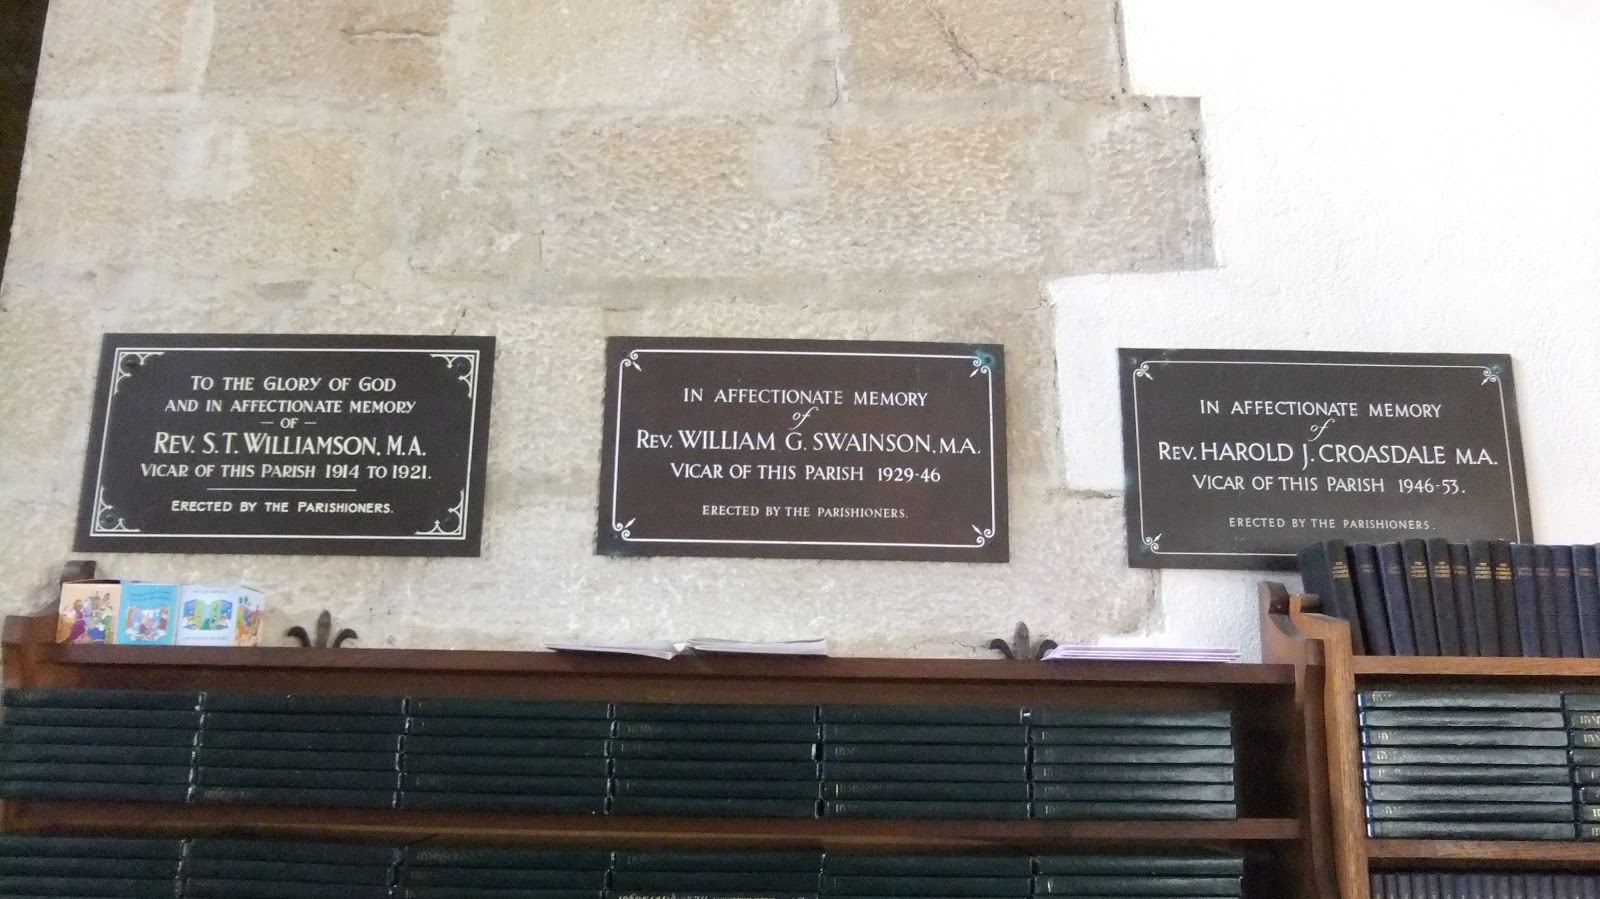 TO THE GLORY OF GOD
AND IN AFFECTIONATE MEMORY
— OF —
REV. S. T. WILLIAMSON, M.A.
VICAR OF THIS PARISH 1914 TO 1921.
ERECTED BY THE PARISHIONERS.
IN AFFECTIONATE MEMORY
of
REV. WILLIAM G. SWAINSON, M.A.
VICAR OF THIS PARISH 1929-46
ERECTED BY THE PARISHIONERS.
IN AFFECTIONATE MEMORY
of
REV. HAROLD J. CROASDALE M.A.
VICAR OF THIS PARISH 1946-53.
ERECTED BY THE PARISHIONERS.